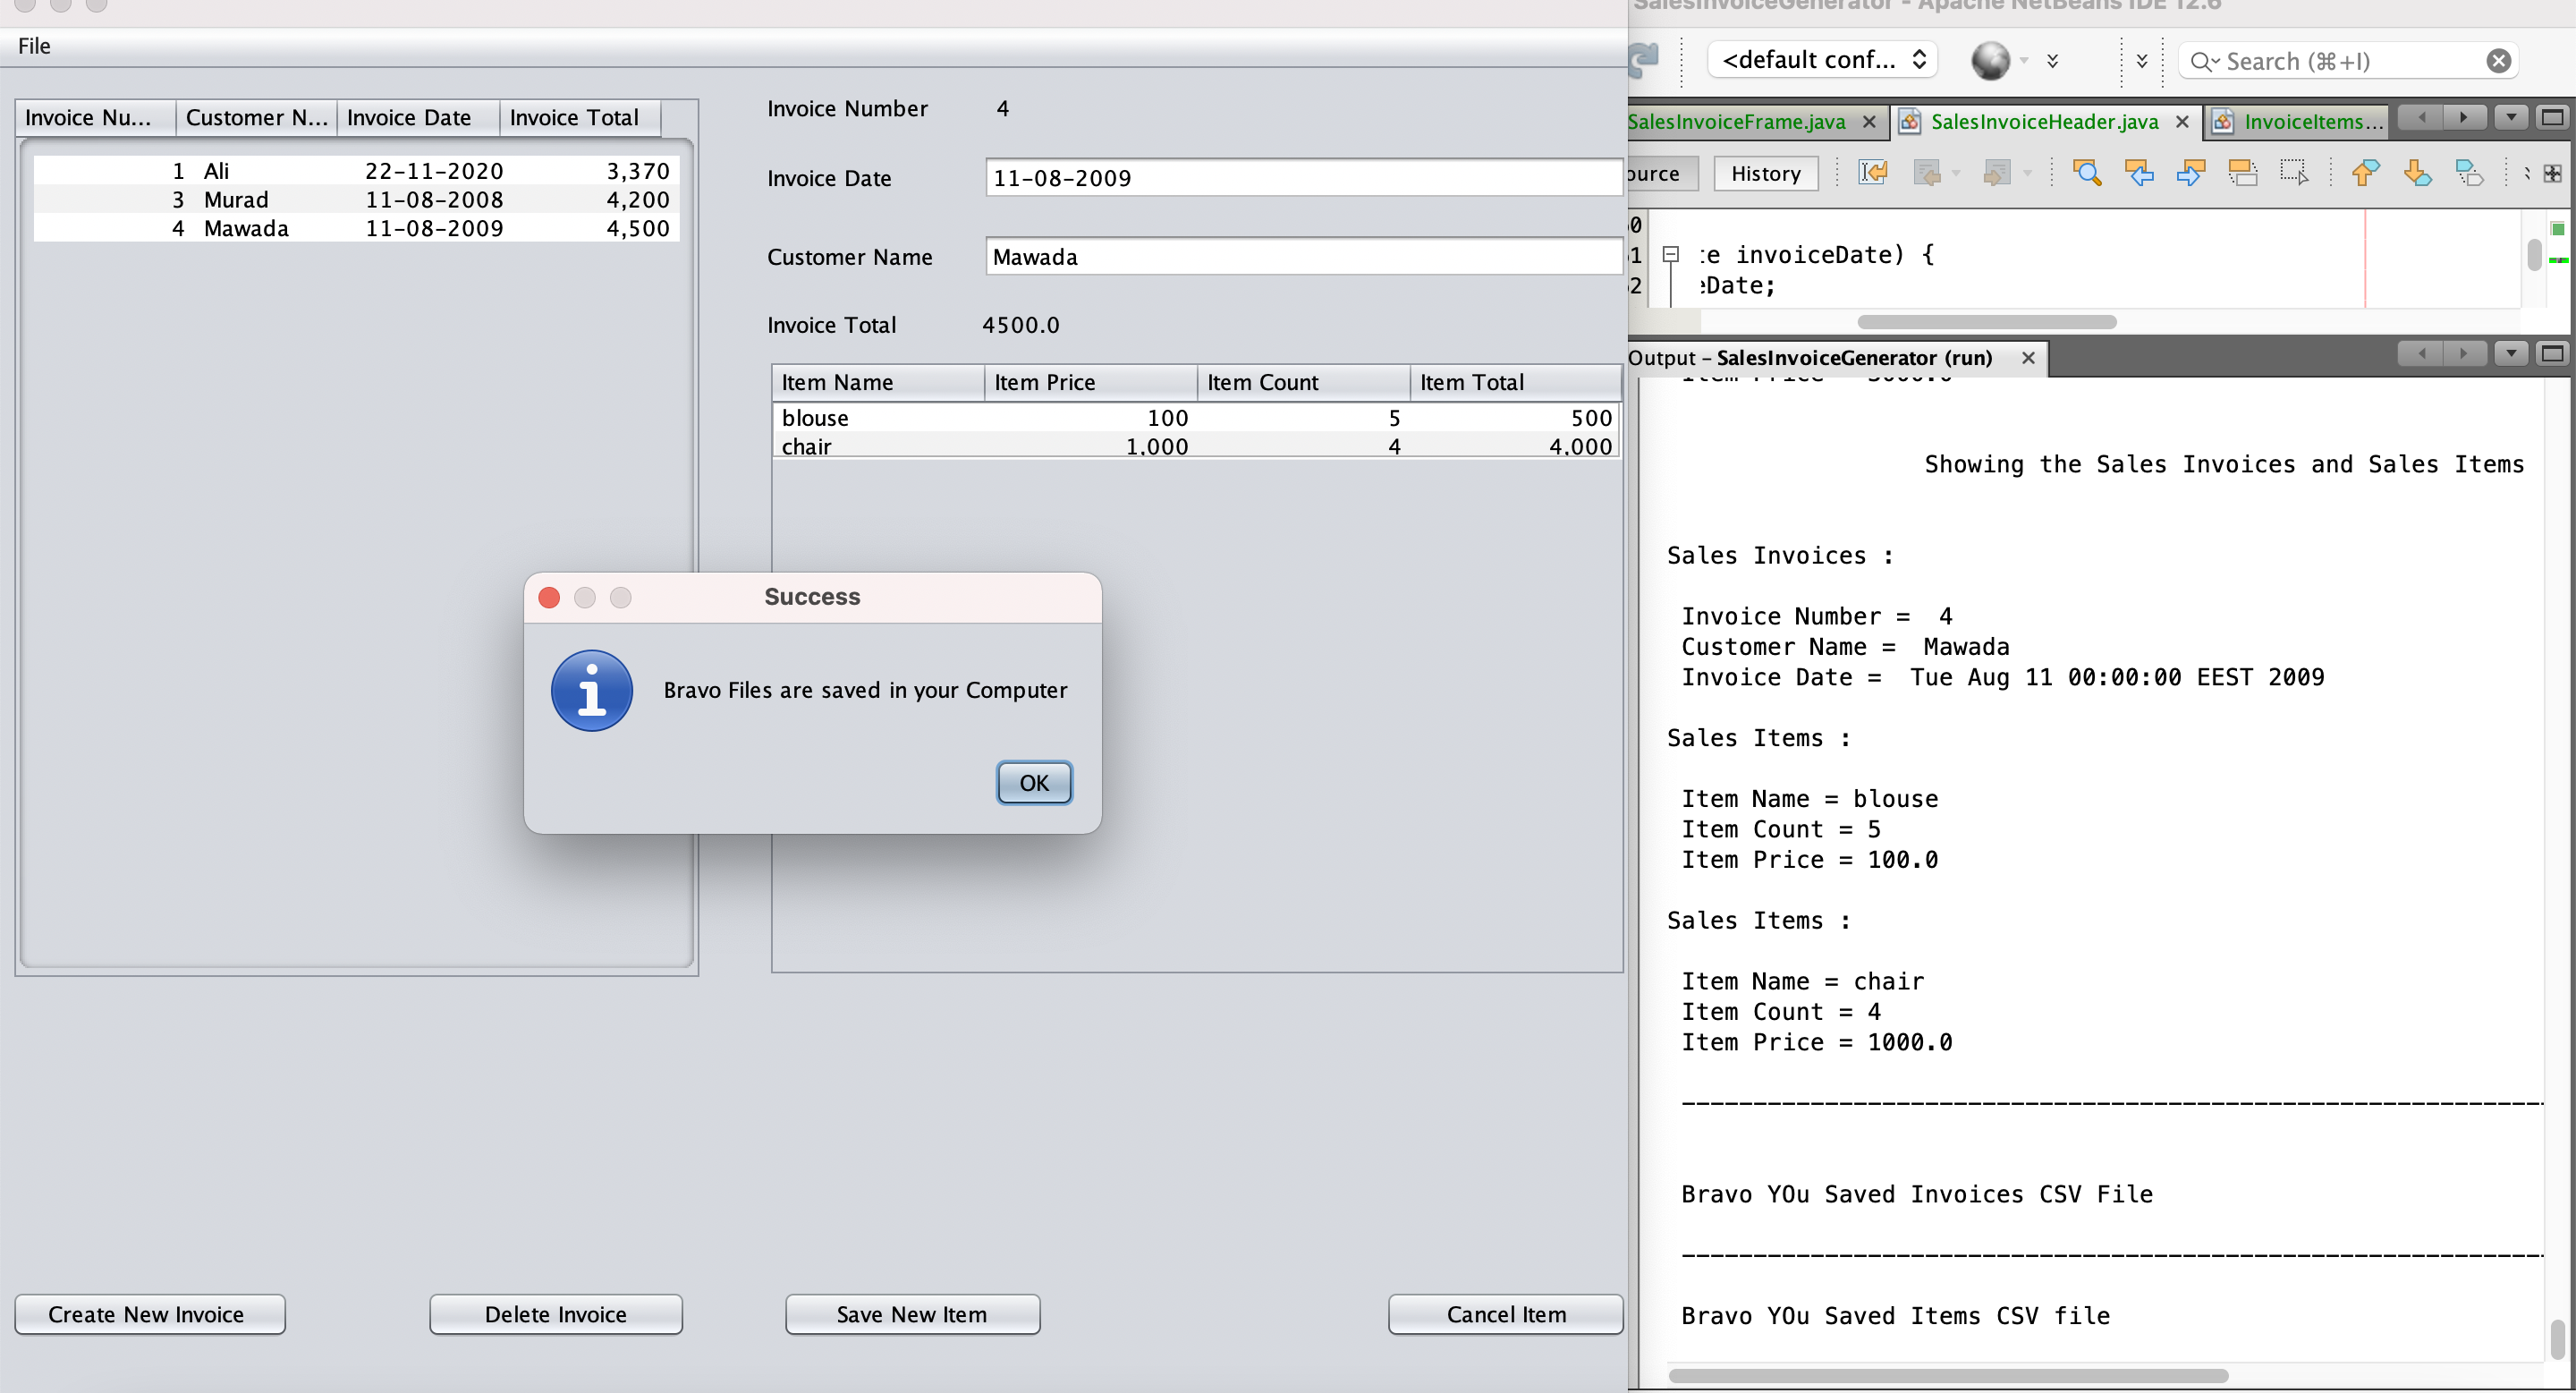 File
Invoice Nu... Customer N... Invoice Date Invoice Total
1 Ali 22-11-2020 3,370
3 Murad 11-08-2008 4,200
4 Mawada 11-08-2009 4,500
Invoice Number 4
Invoice Date 11-08-2009
Customer Name Mawada
Invoice Total 4500.0
Item Name Item Price Item Count Item Total
blouse 100 5 500
chair 1,000 4 4,000
Success
Bravo Files are saved in your Computer
OK
Create New Invoice Delete Invoice Save New Item Cancel Item
SalesInvoiceGenerator - Apache NetBeans IDE 12.6
<default conf... Search (⌘+I)
SalesInvoiceFrame.java SalesInvoiceHeader.java InvoiceItems...
ource History
0
1 te invoiceDate) {
2 eDate;
Output – SalesInvoiceGenerator (run)
Item Price = 3000.0
Showing the Sales Invoices and Sales Items
Sales Invoices :
Invoice Number = 4
Customer Name = Mawada
Invoice Date = Tue Aug 11 00:00:00 EEST 2009
Sales Items :
Item Name = blouse
Item Count = 5
Item Price = 100.0
Sales Items :
Item Name = chair
Item Count = 4
Item Price = 1000.0
Bravo YOu Saved Invoices CSV File
Bravo YOu Saved Items CSV file